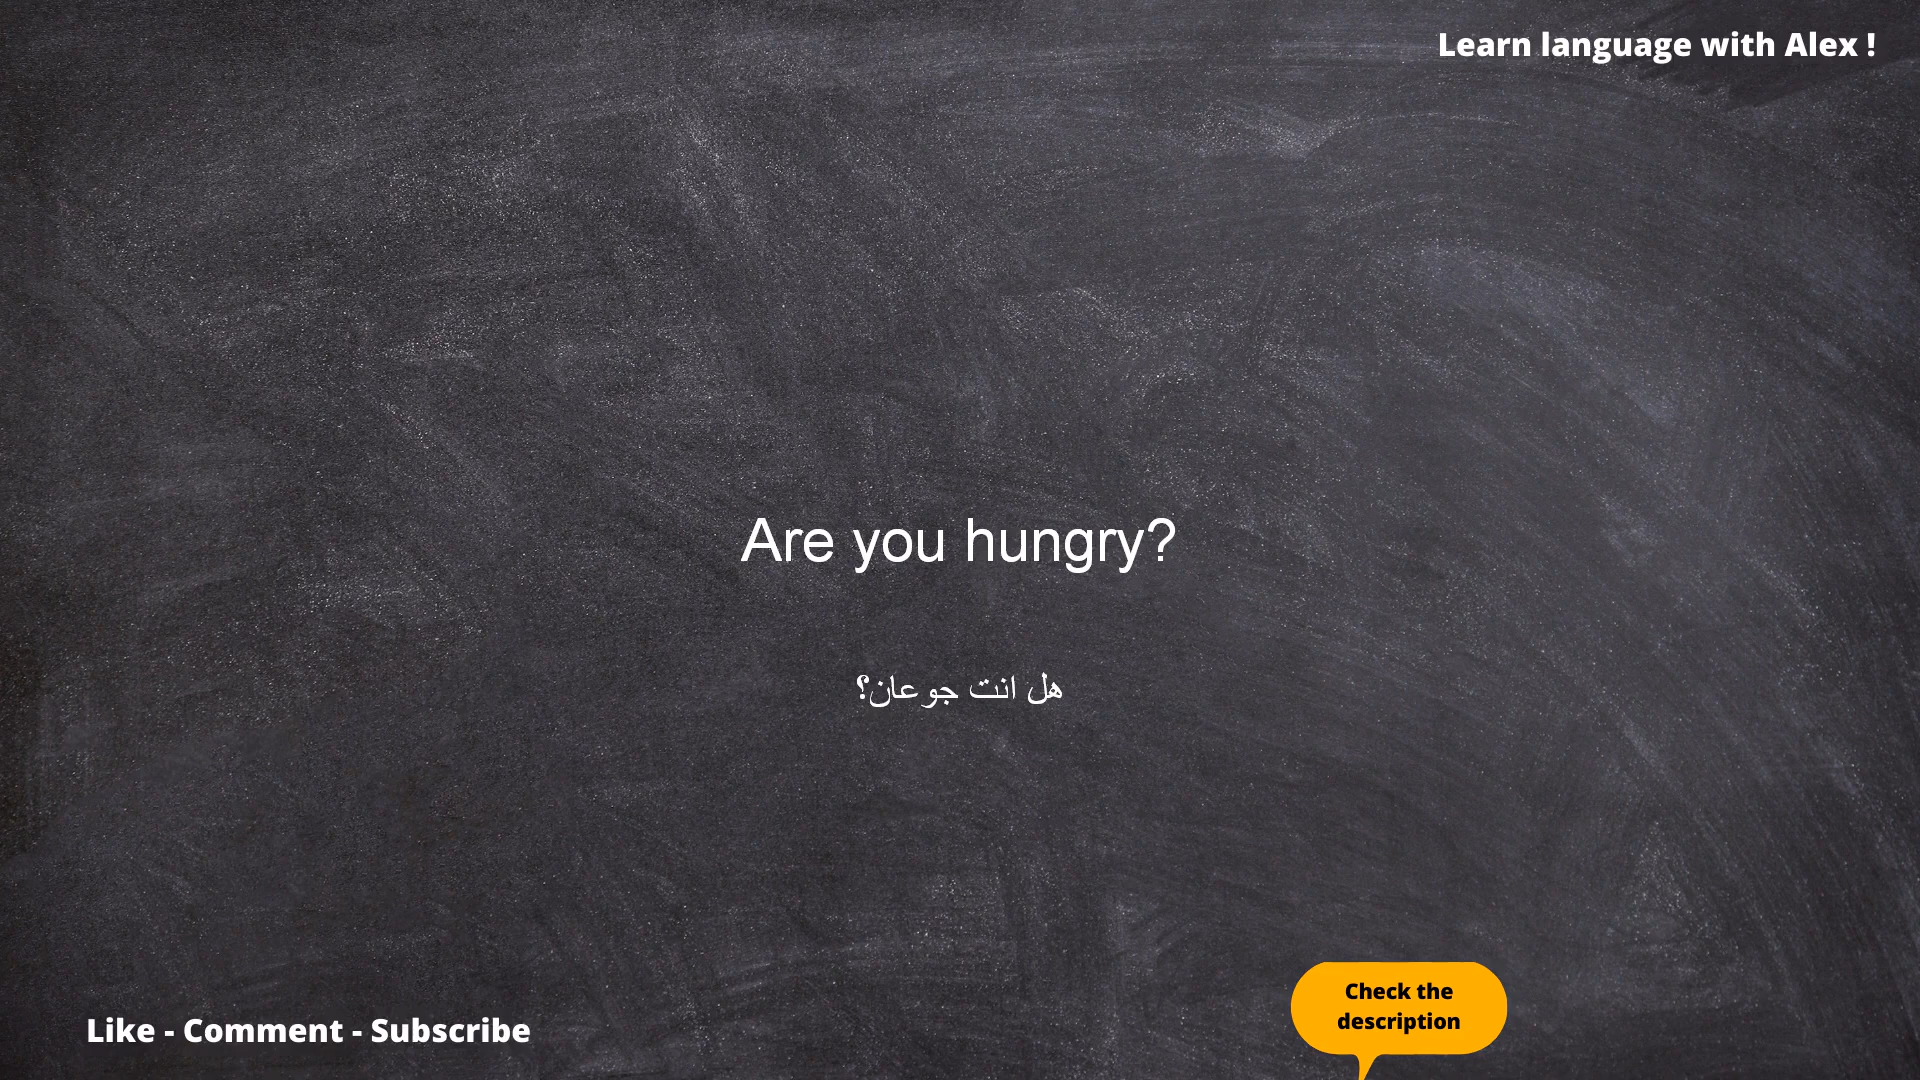 Learn language with Alex !
Are you hungry?
هل انت جوعان؟
Check the
description
Like - Comment - Subscribe